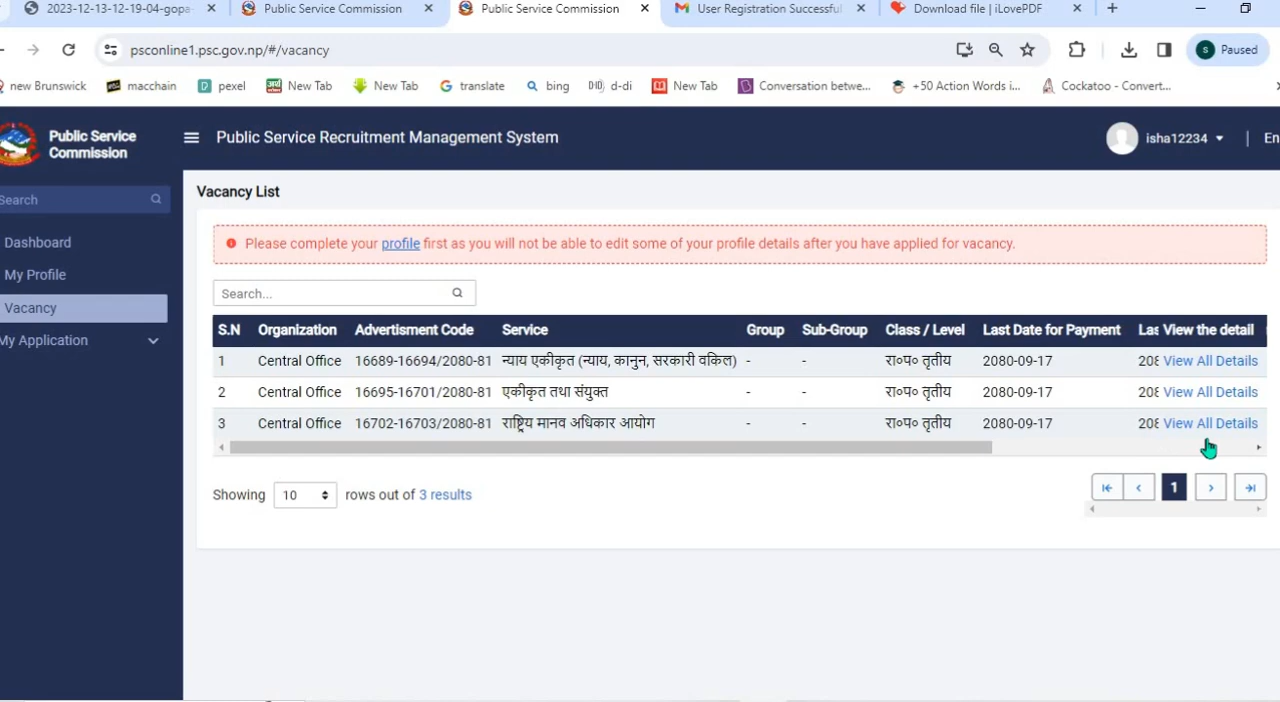 2023-12-13-12-19-04-gopa
Public Service Commission
Public Service Commission
User Registration Successful
Download file | iLovePDF
psconline1.psc.gov.np/#/vacancy
S
Paused
new Brunswick
macchain
pexel
New Tab
New Tab
translate
bing
d-di
New Tab
Conversation betwe...
+50 Action Words i...
Cockatoo - Convert...
Public Service Commission
Public Service Recruitment Management System
isha12234
En
Search
Dashboard
My Profile
Vacancy
My Application
Vacancy List
Please complete your profile first as you will not be able to edit some of your profile details after you have applied for vacancy.
Search...
S.N Organization Advertisment Code Service Group Sub-Group Class / Level Last Date for Payment Las View the detail
1 Central Office 16689-16694/2080-81 न्याय एकीकृत (न्याय, कानुन, सरकारी वकिल) - - रा०प० तृतीय 2080-09-17 208 View All Details
2 Central Office 16695-16701/2080-81 एकीकृत तथा संयुक्त - - रा०प० तृतीय 2080-09-17 208 View All Details
3 Central Office 16702-16703/2080-81 राष्ट्रिय मानव अधिकार आयोग - - रा०प० तृतीय 2080-09-17 208 View All Details
Showing 10 rows out of 3 results
1